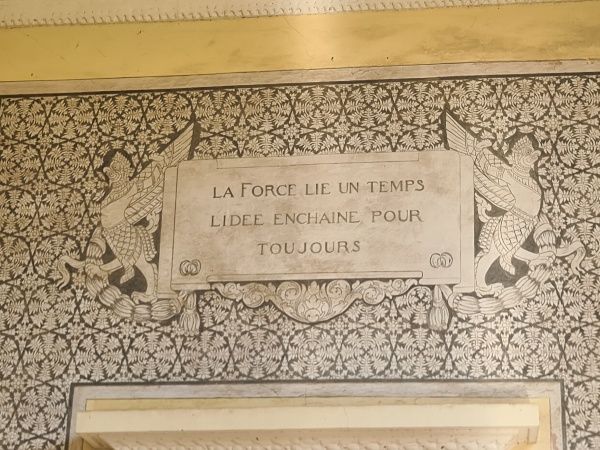 LA FORCE LIE UN TEMPS
LIDEE ENCHAINE POUR
TOUJOURS